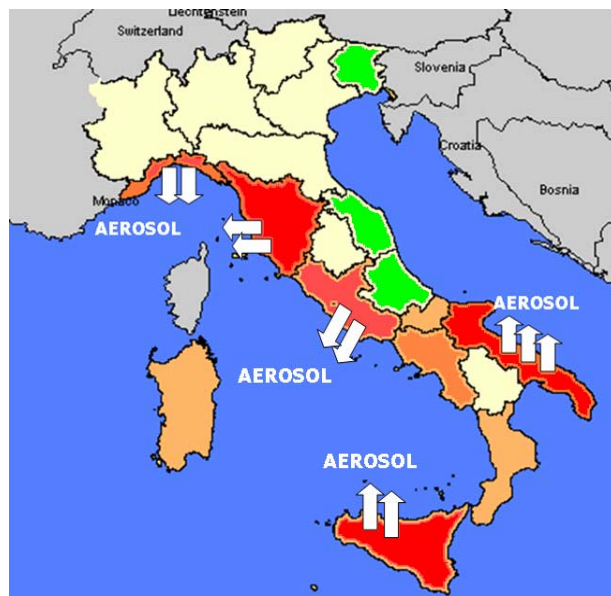 Liechtenstein
Switzerland
Slovenia
Croatia
Monaco
Bosnia
AEROSOL
AEROSOL
AEROSOL
AEROSOL